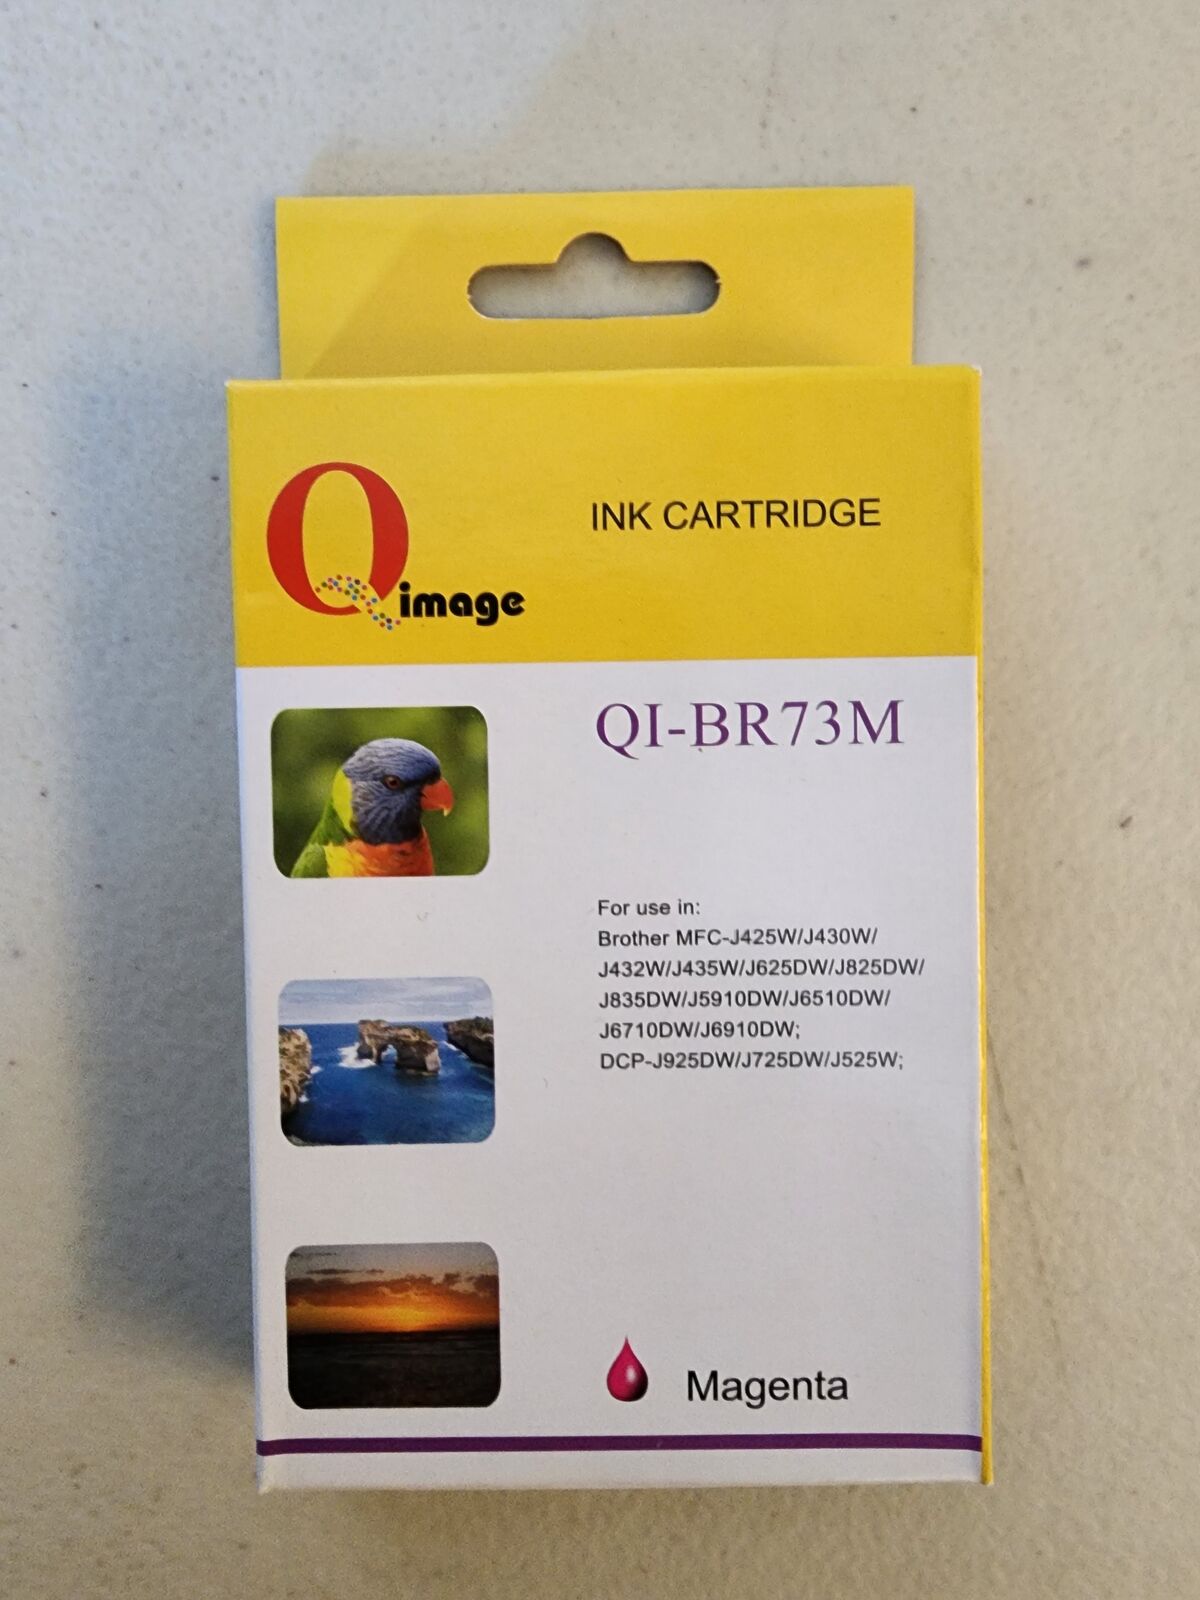 Qimage
INK CARTRIDGE
QI-BR73M
For use in:
Brother MFC-J425W/J430W/
J432W/J435W/J625DW/J825DW/
J835DW/J5910DW/J6510DW/
J6710DW/J6910DW;
DCP-J925DW/J725DW/J525W;
Magenta